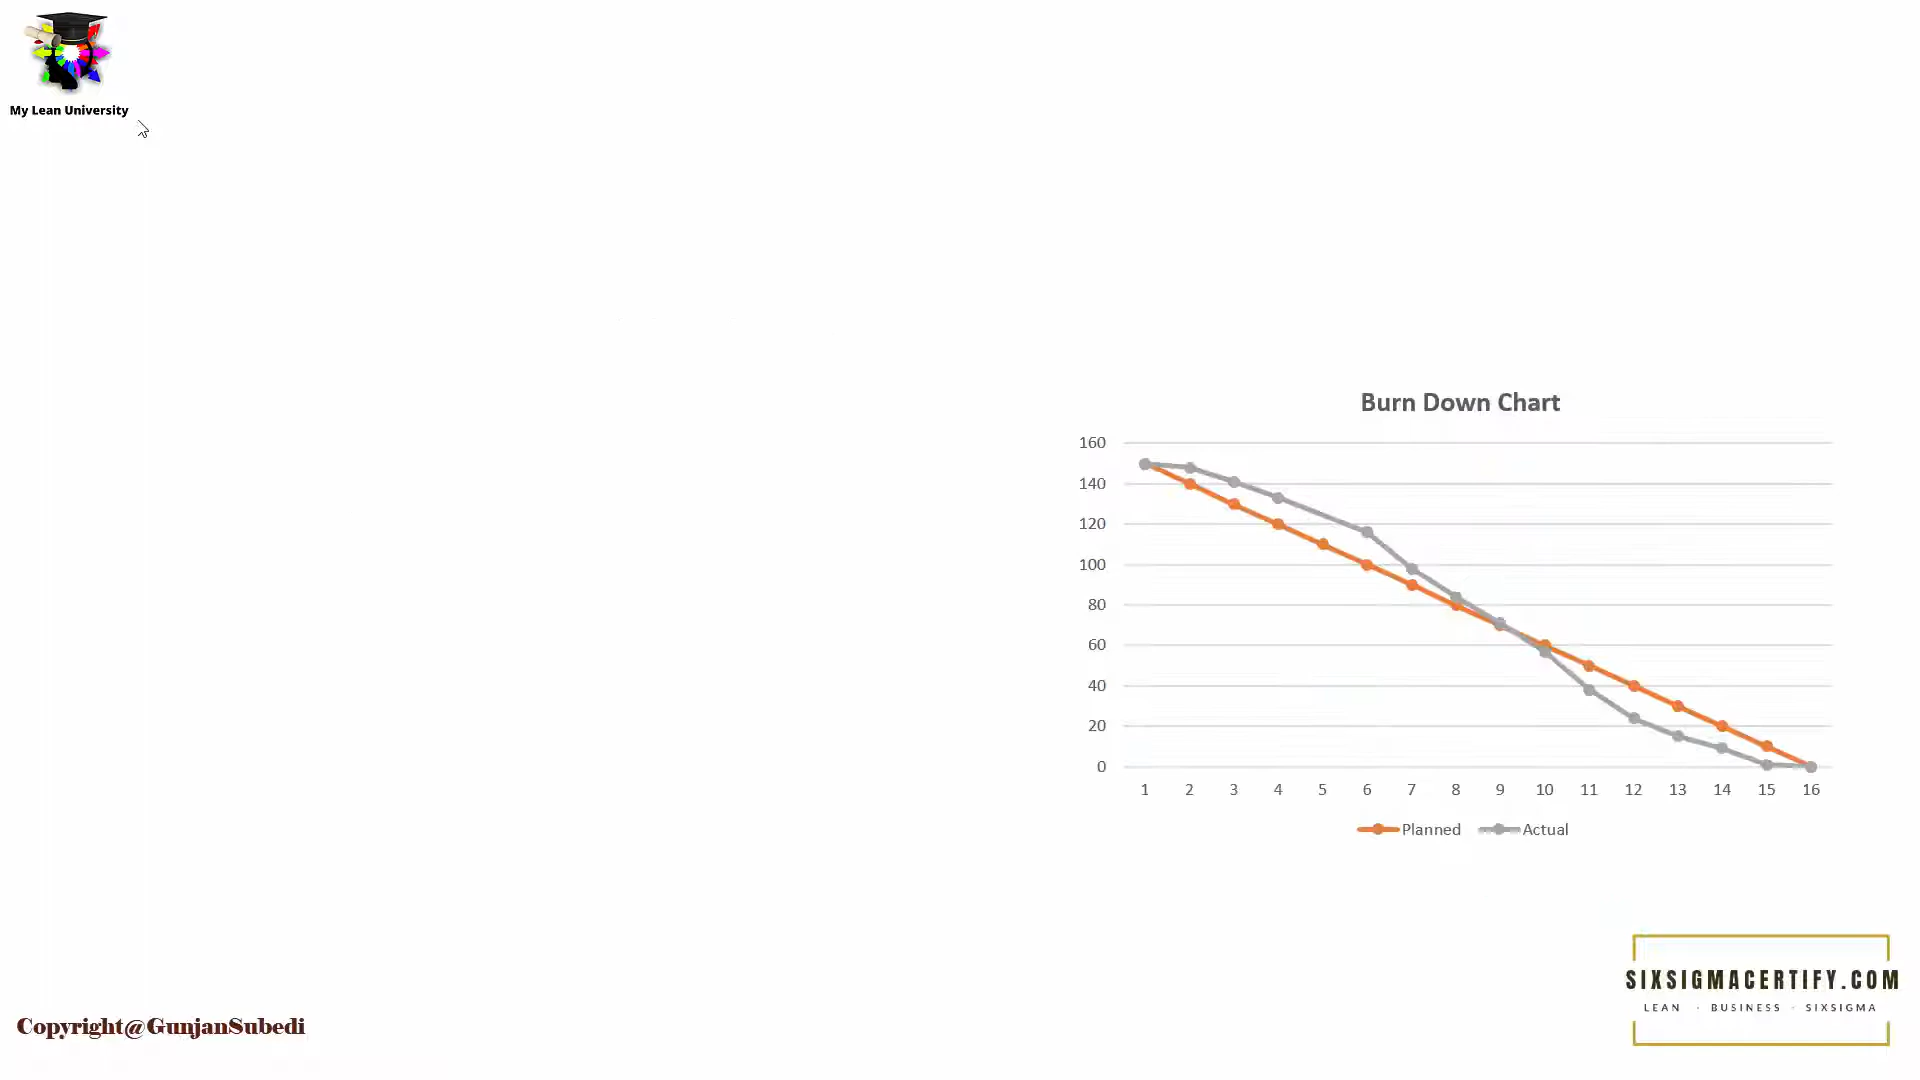 My Lean University
Burn Down Chart
160
140
120
100
80
60
40
20
0
1 2 3 4 5 6 7 8 9 10 11 12 13 14 15 16
Planned Actual
SIXSIGMACERTIFY.COM
LEAN · BUSINESS · SIXSIGMA
Copyright@GunjanSubedi